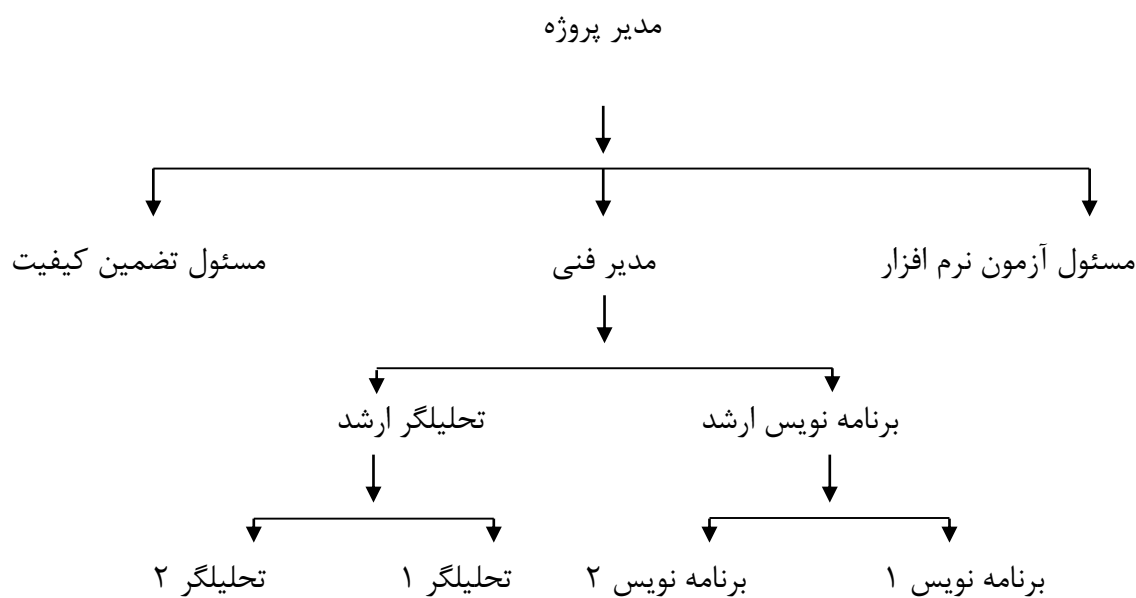 مدیر پروژه
مسئول آزمون نرم افزار مدیر فنی مسئول تضمین کیفیت
برنامه نویس ارشد تحلیلگر ارشد
برنامه نویس ۱ برنامه نویس ۲ تحلیلگر ۱ تحلیلگر ۲